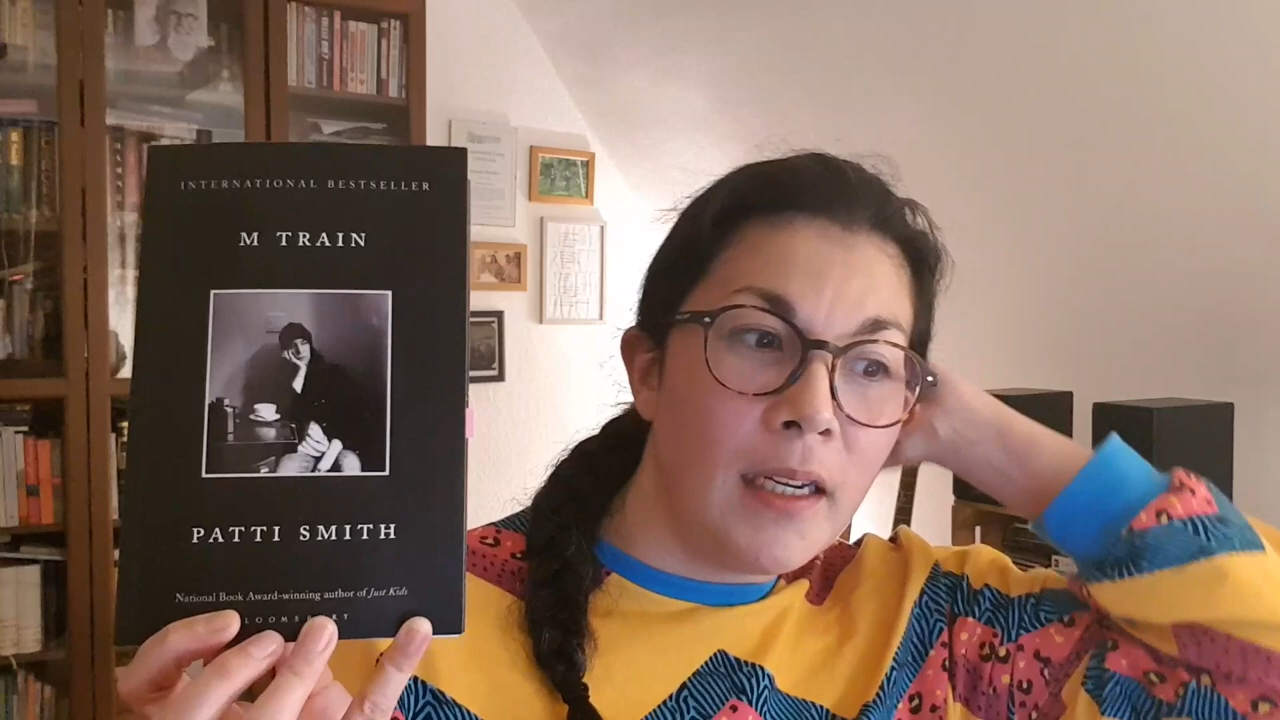 INTERNATIONAL BESTSELLER
M TRAIN
PATTI SMITH
National Book Award–winning author of Just Kids